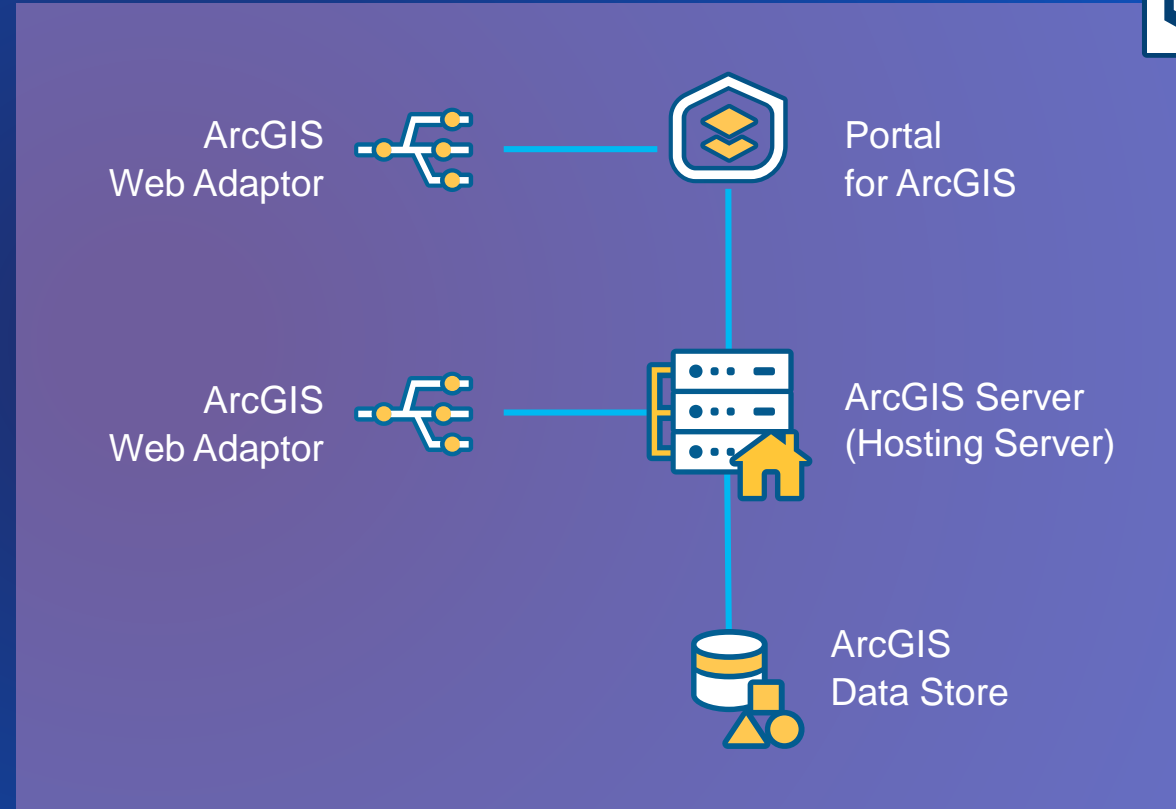 ArcGIS
Web Adaptor
Portal
for ArcGIS
ArcGIS
Web Adaptor
ArcGIS Server
(Hosting Server)
ArcGIS
Data Store